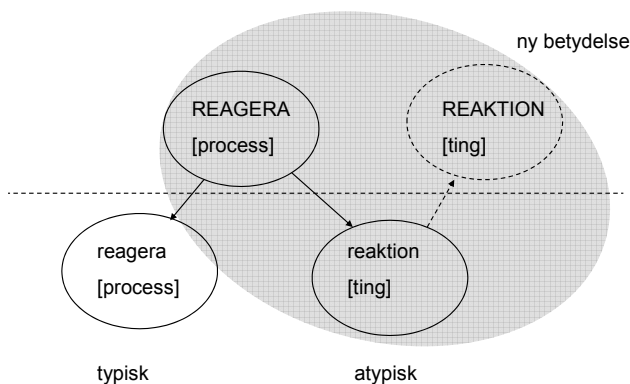 ny betydelse
REAGERA
[process]
REAKTION
[ting]
reagera
[process]
reaktion
[ting]
typisk
atypisk